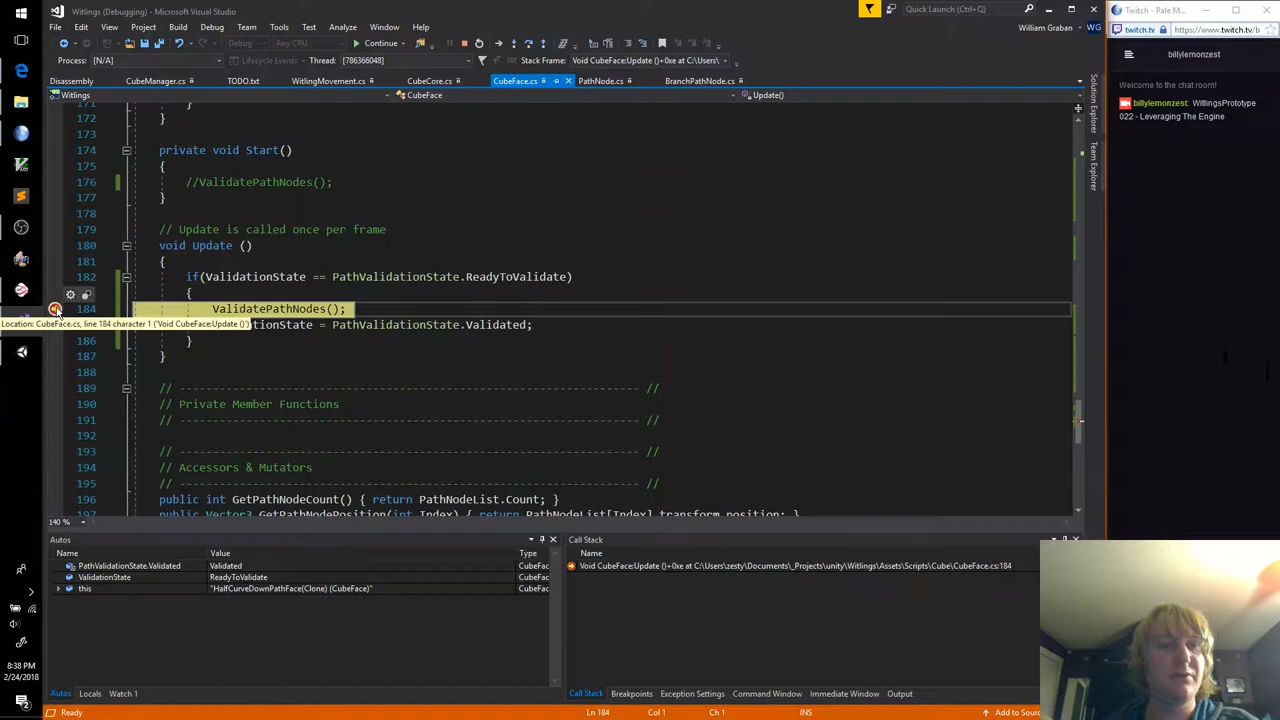 Witlings (Debugging) - Microsoft Visual Studio
Quick Launch (Ctrl+Q)
File Edit View Project Build Debug Team Tools Test Analyze Window Help
William Graban WG
Debug Any CPU Continue
Process: [N/A] Lifecycle Events Thread: [786366048] Stack Frame: Void CubeFace:Update ()+0xe at C:\Users\
Disassembly CubeManager.cs TODO.txt WitlingMovement.cs CubeCore.cs CubeFace.cs PathNode.cs BranchPathNode.cs
Witlings CubeFace Update()
171 }
172 }
173
174 private void Start()
175 {
176 //ValidatePathNodes();
177 }
178
179 // Update is called once per frame
180 void Update ()
181 {
182 if(ValidationState == PathValidationState.ReadyToValidate)
{
184 ValidatePathNodes();
Location: CubeFace.cs, line 184 character 1 ('Void CubeFace:Update ()')
ationState = PathValidationState.Validated;
186 }
187 }
188
189 // ---------------------------------------------------------------------- //
190 // Private Member Functions
191 // ---------------------------------------------------------------------- //
192
193 // ---------------------------------------------------------------------- //
194 // Accessors & Mutators
195 // ---------------------------------------------------------------------- //
196 public int GetPathNodeCount() { return PathNodeList.Count; }
197 public Vector3 GetPathNodePosition(int Index) { return PathNodeList[Index].transform.position; }
140 %
Autos
Name Value Type
PathValidationState.Validated Validated CubeFac
ValidationState ReadyToValidate CubeFac
this "HalfCurveDownPathFace(Clone) (CubeFace)" CubeFac
Autos Locals Watch 1
Call Stack
Name
Void CubeFace:Update ()+0xe at C:\Users\zesty\Documents\_Projects\unity\Witlings\Assets\Scripts\Cube\CubeFace.cs:184
Call Stack Breakpoints Exception Settings Command Window Immediate Window Output
Ready Ln 184 Col 1 Ch 1 INS Add to Sour
Solution Explorer
Team Explorer
Twitch - Pale M...
twitch.tv https://www.twitch.tv/b
billylemonzest
Welcome to the chat room!
billylemonzest: WitlingsPrototype
022 - Leveraging The Engine
8:38 PM
2/24/2018
2